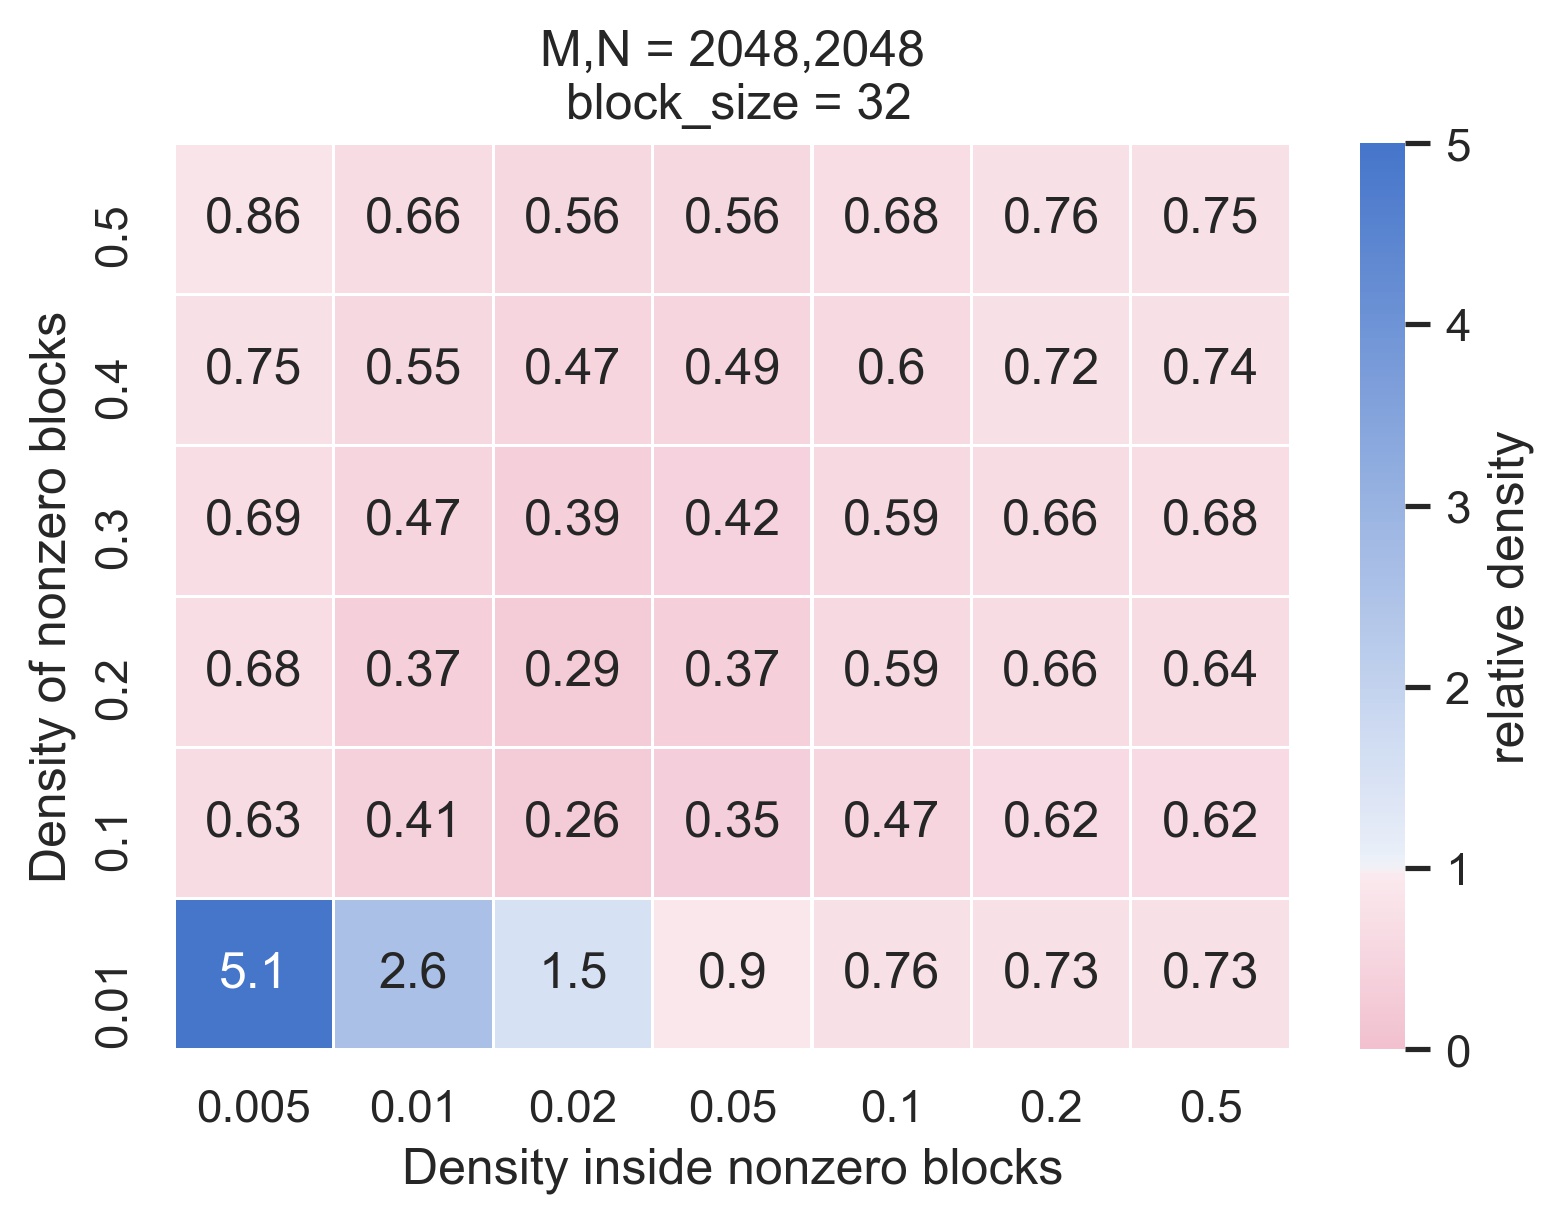 M,N = 2048,2048
block_size = 32
Density of nonzero blocks
0.5 0.86 0.66 0.56 0.56 0.68 0.76 0.75
0.4 0.75 0.55 0.47 0.49 0.6 0.72 0.74
0.3 0.69 0.47 0.39 0.42 0.59 0.66 0.68
0.2 0.68 0.37 0.29 0.37 0.59 0.66 0.64
0.1 0.63 0.41 0.26 0.35 0.47 0.62 0.62
0.01 5.1 2.6 1.5 0.9 0.76 0.73 0.73
0.005 0.01 0.02 0.05 0.1 0.2 0.5
Density inside nonzero blocks
5
4
3
2
1
0
relative density